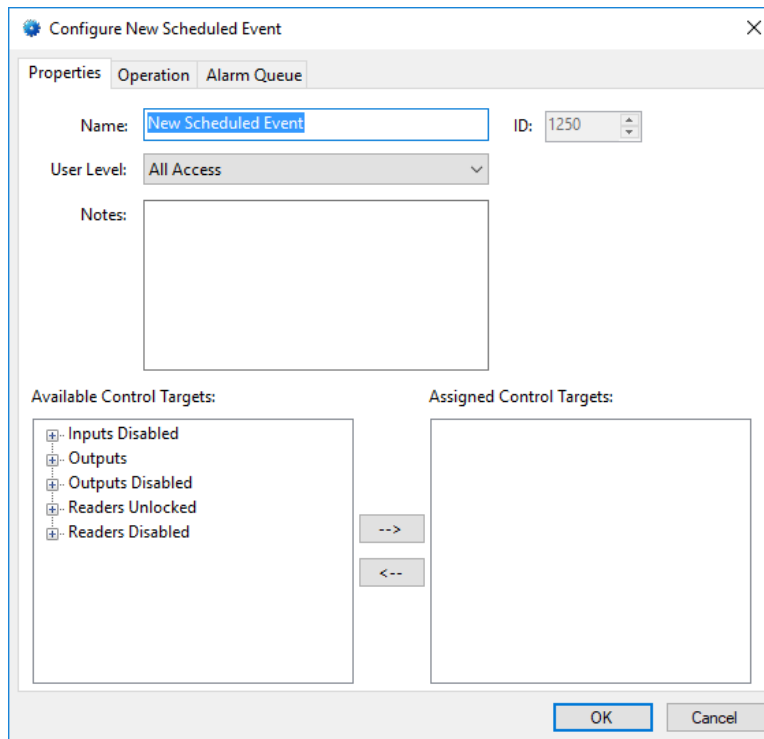 Configure New Scheduled Event
Properties Operation Alarm Queue
Name: New Scheduled Event ID: 1250
User Level: All Access
Notes:
Available Control Targets: Assigned Control Targets:
Inputs Disabled
Outputs
Outputs Disabled
Readers Unlocked
Readers Disabled
-->
<--
OK Cancel